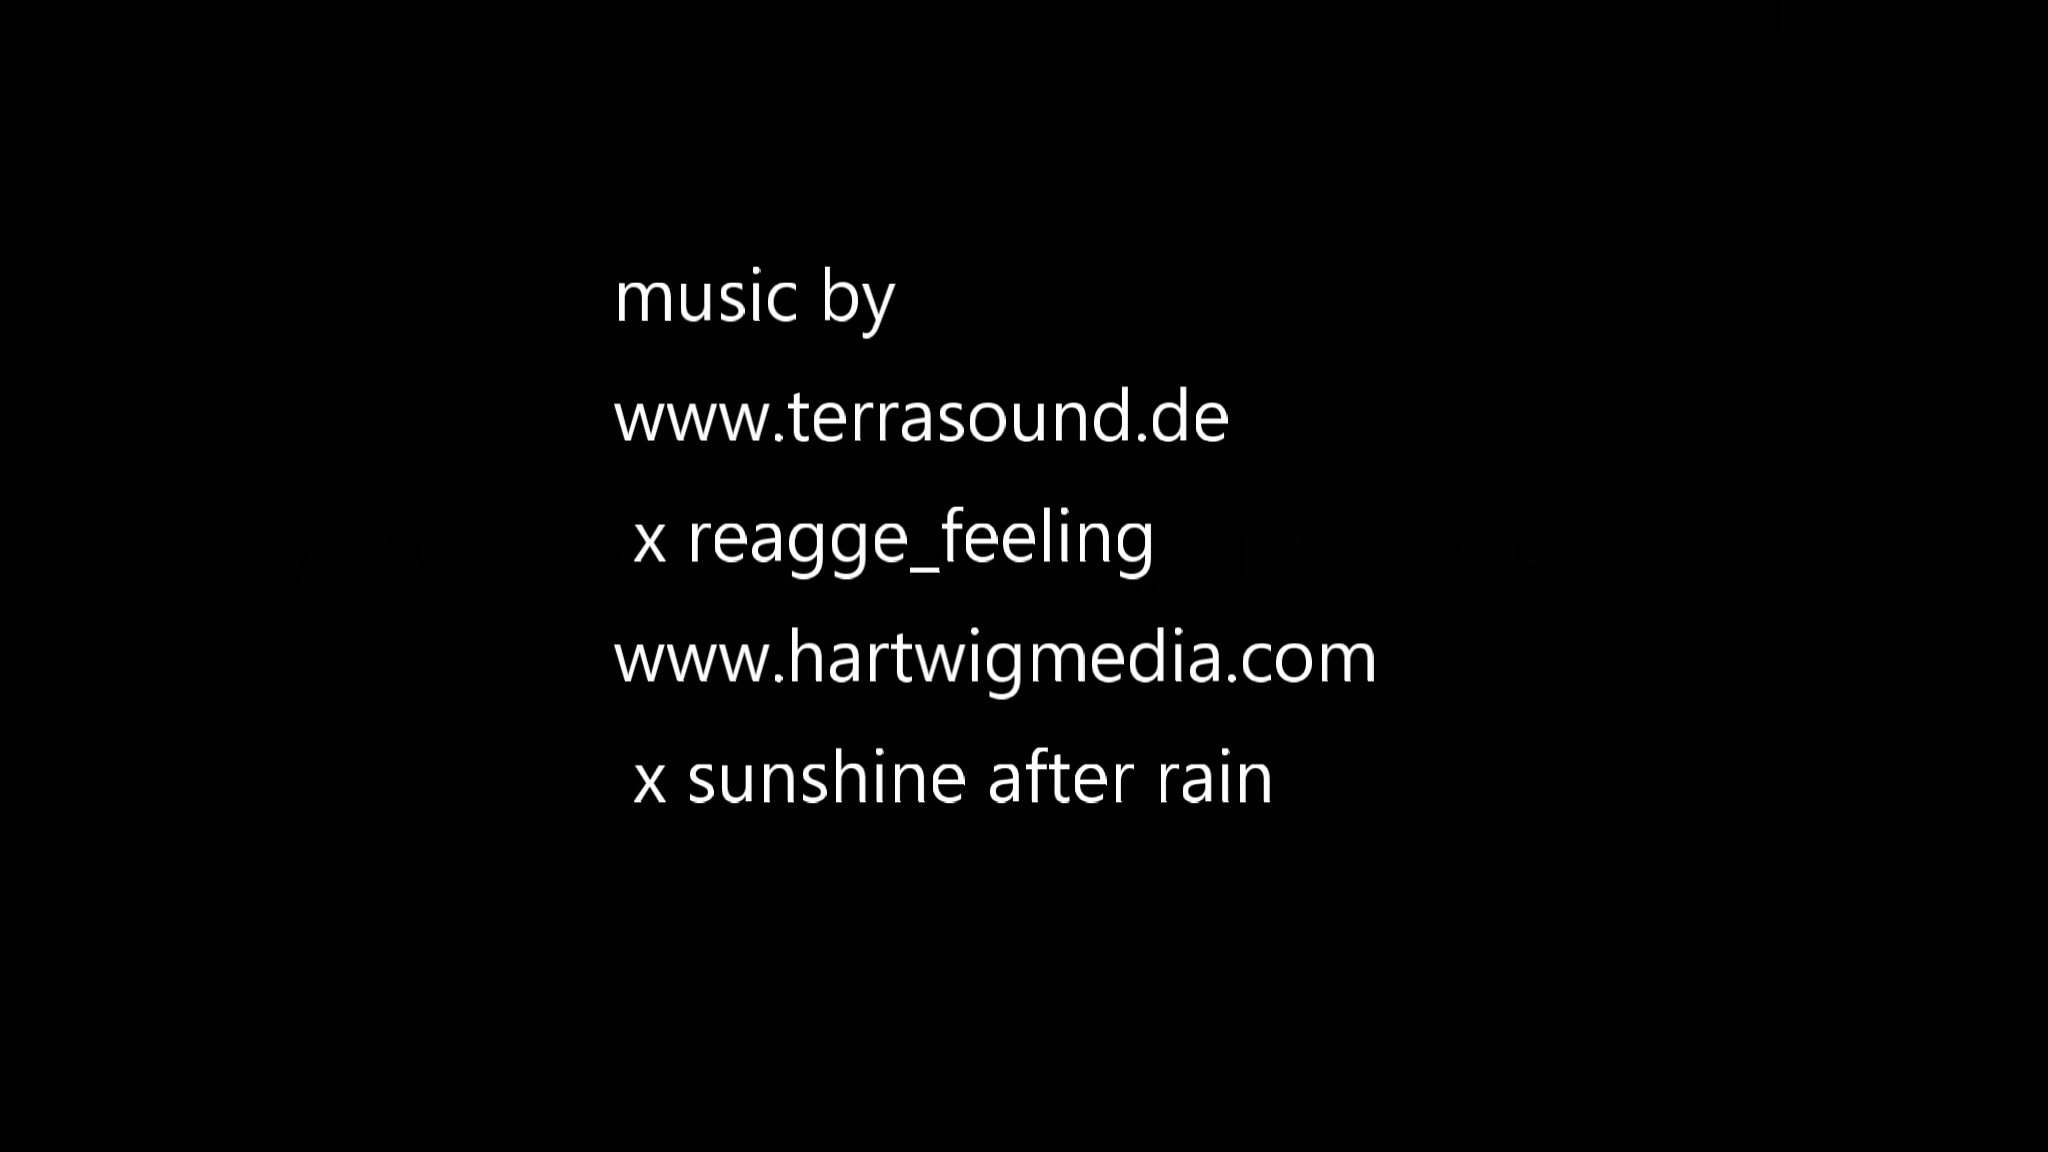 music by
www.terrasound.de
x reagge_feeling
www.hartwigmedia.com
x sunshine after rain